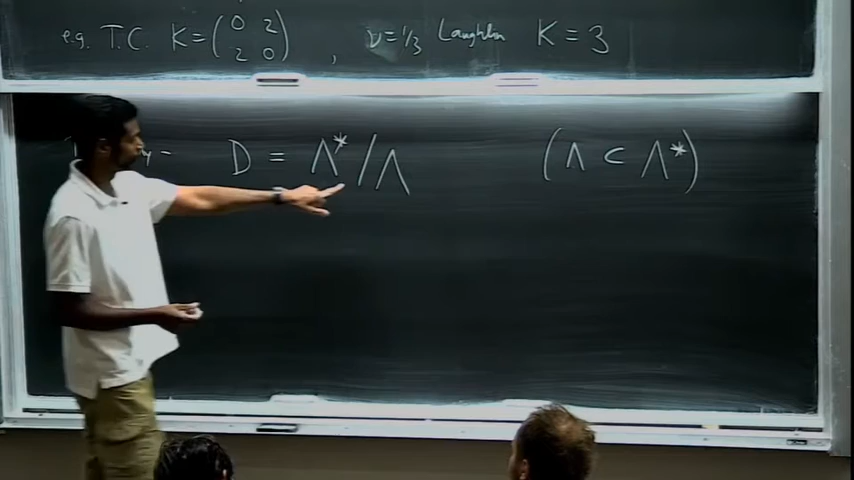 e.g. T.C. K = (0 2 , ν = 1/3 Laughlin K = 3
2 0)
D = Λ* / Λ (Λ ⊂ Λ*)